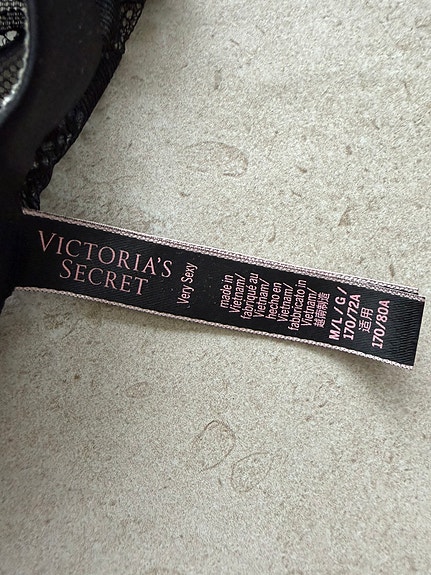 VICTORIA'S
SECRET
Very Sexy
made in
Vietnam/
fabriqué au
Vietnam/
hecho en
Vietnam/
fabbricato in
Vietnam/
越南制造
M / L / G /
170/72A
适用
170/80A